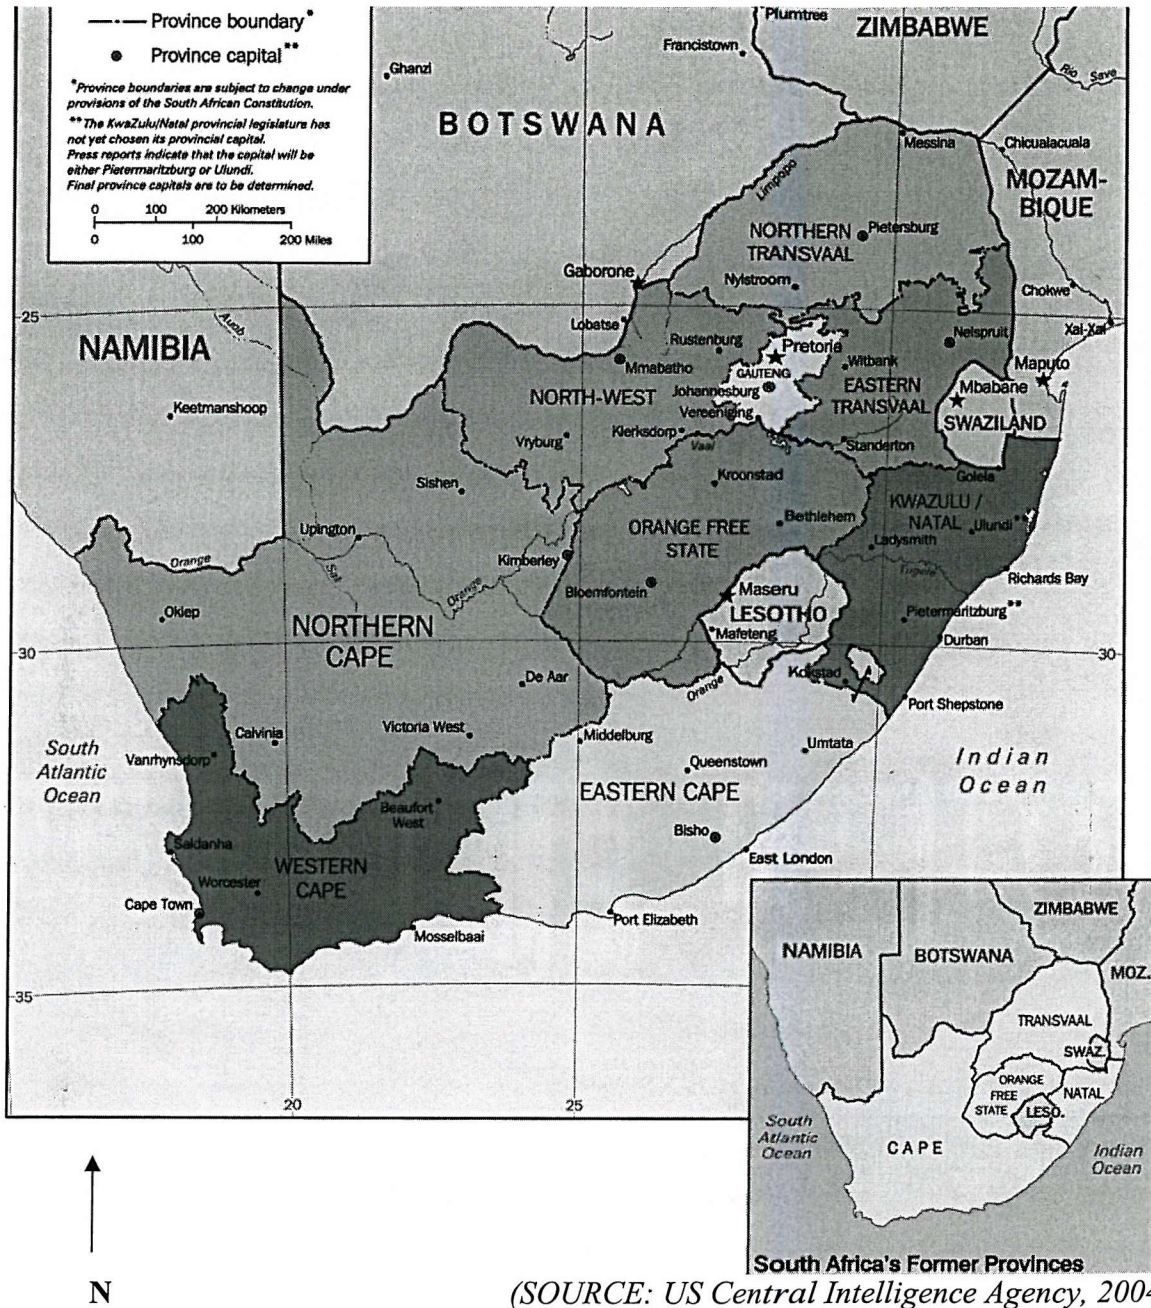 Province boundary *
Province capital **
*Province boundaries are subject to change under
provisions of the South African Constitution.
**The KwaZulu/Natal provincial legislature has
not yet chosen its provincial capital.
Press reports indicate that the capital will be
either Pietermaritzburg or Ulundi.
Final province capitals are to be determined.
0 100 200 Kilometers
0 100 200 Miles
Plumtree
ZIMBABWE
Francistown
Ghanzi
Rio Save
BOTSWANA
Messina
Chicualacuala
Limpopo
MOZAM-
BIQUE
NORTHERN
TRANSVAAL
Pietersburg
Gaborone
Nylstroom
Chokwe
25
Auob
Lobatse
Nelspruit
Xai-Xai
NAMIBIA
Rustenburg
Pretoria
Mmabatho
Witbank
Maputo
GAUTENG
Johannesburg
EASTERN
TRANSVAAL
Mbabane
NORTH-WEST
Keetmanshoop
Vereeniging
SWAZILAND
Klerksdorp
Vryburg
Vaal
Standerton
Sishen
Kroonstad
Golela
KWAZULU /
NATAL
Ulundi
**
Upington
ORANGE FREE
STATE
Bethlehem
Ladysmith
Orange
Sal
Kimberley
Orange
Tugela
Richards Bay
Bloemfontein
Maseru
Okiep
LESOTHO
Pietermaritzburg
**
NORTHERN
CAPE
Mafeteng
Durban
30
30
De Aar
Orange
Kokstad
Port Shepstone
Calvinia
Victoria West
Middelburg
Umtata
South
Atlantic
Ocean
Vanrhynsdorp
Queenstown
Indian
Ocean
EASTERN CAPE
Beaufort
West
Bisho
Saldanha
WESTERN
CAPE
East London
Worcester
Cape Town
Port Elizabeth
Mosselbaai
35
20
25
ZIMBABWE
NAMIBIA
BOTSWANA
MOZ.
TRANSVAAL
SWAZ.
ORANGE
FREE
STATE
NATAL
LESO.
South
Atlantic
Ocean
CAPE
Indian
Ocean
South Africa's Former Provinces
N
(SOURCE: US Central Intelligence Agency, 2004